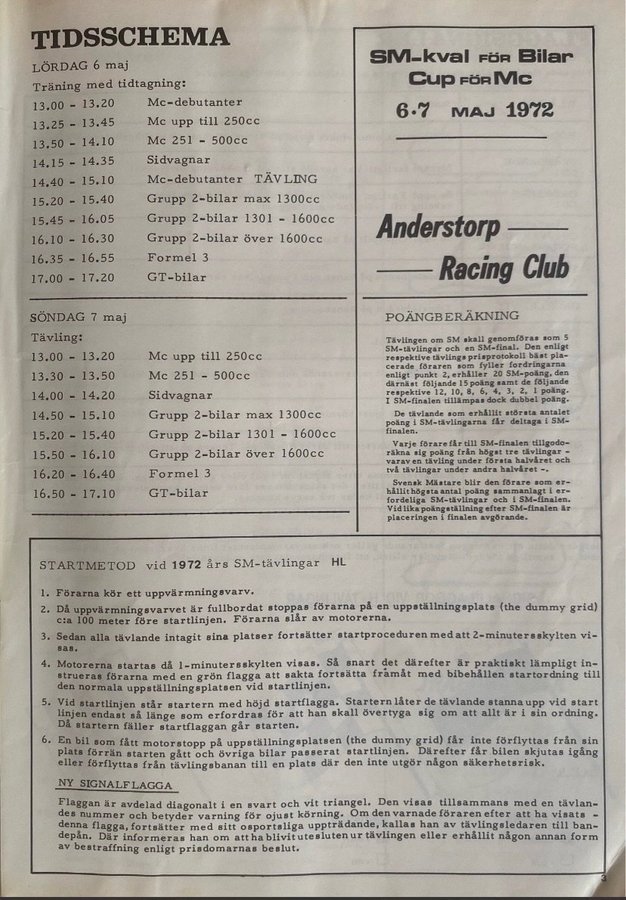 TIDSSCHEMA
LÖRDAG 6 maj
Träning med tidtagning:
13.00 - 13.20 Mc-debutanter
13.25 - 13.45 Mc upp till 250cc
13.50 - 14.10 Mc 251 - 500cc
14.15 - 14.35 Sidvagnar
14.40 - 15.10 Mc-debutanter TÄVLING
15.20 - 15.40 Grupp 2-bilar max 1300cc
15.45 - 16.05 Grupp 2-bilar 1301 - 1600cc
16.10 - 16.30 Grupp 2-bilar över 1600cc
16.35 - 16.55 Formel 3
17.00 - 17.20 GT-bilar
SÖNDAG 7 maj
Tävling:
13.00 - 13.20 Mc upp till 250cc
13.30 - 13.50 Mc 251 - 500cc
14.00 - 14.20 Sidvagnar
14.50 - 15.10 Grupp 2-bilar max 1300cc
15.20 - 15.40 Grupp 2-bilar 1301 - 1600cc
15.50 - 16.10 Grupp 2-bilar över 1600cc
16.20 - 16.40 Formel 3
16.50 - 17.10 GT-bilar
SM-kval FÖR Bilar
Cup FÖR Mc
6-7 MAJ 1972
Anderstorp
Racing Club
POÄNGBERÄKNING
Tävlingen om SM skall genomföras som 5
SM-tävlingar och en SM-final. Den enligt
respektive tävlings prisprotokoll bäst pla-
cerade föraren som fyller fordringarna
enligt punkt 2, erhåller 20 SM-poäng, den
därnäst följande 15 poäng samt de följande
respektive 12, 10, 8, 6, 4, 3, 2, 1 poäng.
I SM-finalen tillämpas dock dubbel poäng.
De tävlande som erhållit största antalet
poäng i SM-tävlingarna får deltaga i SM-
finalen.
Varje förare får till SM-finalen tillgodo-
räkna sig poäng från högst tre tävlingar -
varav en tävling under första halvåret och
två tävlingar under andra halvåret -.
Svensk Mästare blir den förare som er-
hållit högsta antal poäng sammanlagt i er-
fordeliga SM-tävlingar och i SM-finalen.
Vid lika poängställning efter SM-finalen är
placeringen i finalen avgörande.
STARTMETOD vid 1972 års SM-tävlingar HL
1. Förarna kör ett uppvärmningsvarv.
2. Då uppvärmningsvarvet är fullbordat stoppas förarna på en uppställningsplats (the dummy grid)
c:a 100 meter före startlinjen. Förarna slår av motorerna.
3. Sedan alla tävlande intagit sina platser fortsätter startproceduren med att 2-minutersskylten vi-
sas.
4. Motorerna startas då 1-minutersskylten visas. Så snart det därefter är praktiskt lämpligt in-
strueras förarna med en grön flagga att sakta fortsätta framåt med bibehållen startordning till
den normala uppställningsplatsen vid startlinjen.
5. Vid startlinjen står startern med höjd startflagga. Startern låter de tävlande stanna upp vid start
linjen endast så länge som erfordras för att han skall övertyga sig om att allt är i sin ordning.
Då startern fäller startflaggan går starten.
6. En bil som fått motorstopp på uppställningsplatsen (the dummy grid) får inte förflyttas från sin
plats förrän starten gått och övriga bilar passerat startlinjen. Därefter får bilen skjutas igång
eller förflyttas från tävlingsbanan till en plats där den inte utgör någon säkerhetsrisk.
NY SIGNALFLAGGA
Flaggan är avdelad diagonalt i en svart och vit triangel. Den visas tillsammans med en tävlan-
des nummer och betyder varning för ojust körning. Om den varnade föraren efter att ha visats -
denna flagga, fortsätter med sitt osportsliga uppträdande, kallas han av tävlingsledaren till ban-
depån. Där informeras han om att ha blivit utesluten ur tävlingen eller erhållit någon annan form
av bestraffning enligt prisdomarnas beslut.
3